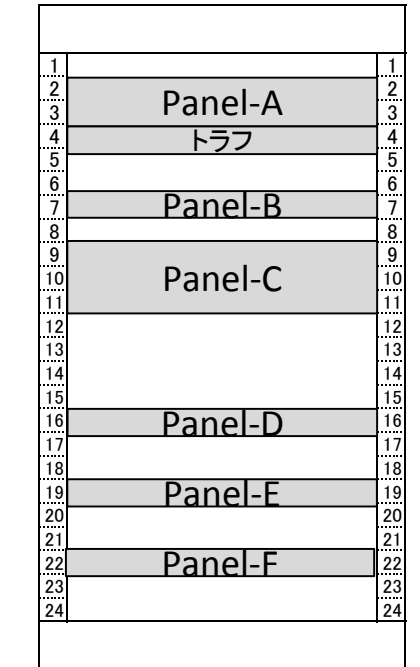 1 1
2 Panel-A 2
3 3
4 トラフ 4
5 5
6 6
7 Panel-B 7
8 8
9 9
10 Panel-C 10
11 11
12 12
13 13
14 14
15 15
16 Panel-D 16
17 17
18 18
19 Panel-E 19
20 20
21 21
22 Panel-F 22
23 23
24 24